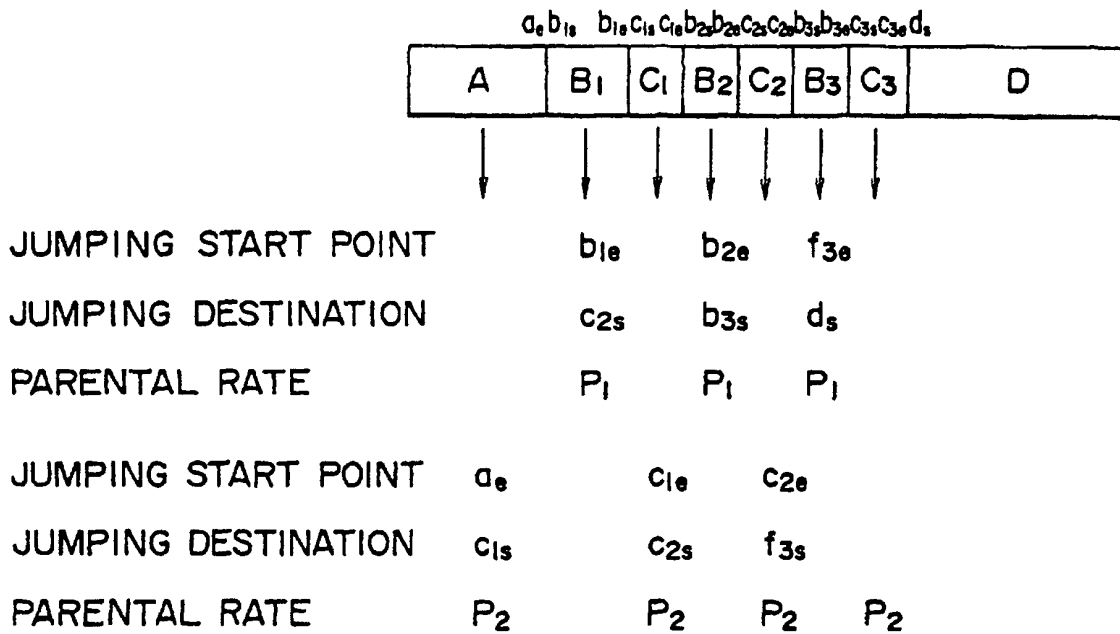 aₑ b₁ₛ b₁ₑ c₁ₛ c₁ₑ b₂ₛ b₂ₑ c₂ₛ c₂ₑ b₃ₛ b₃ₑ c₃ₛ c₃ₑ dₛ
A B₁ C₁ B₂ C₂ B₃ C₃ D
JUMPING START POINT b₁ₑ b₂ₑ f₃ₑ
JUMPING DESTINATION c₂ₛ b₃ₛ dₛ
PARENTAL RATE P₁ P₁ P₁
JUMPING START POINT aₑ c₁ₑ c₂ₑ
JUMPING DESTINATION c₁ₛ c₂ₛ f₃ₛ
PARENTAL RATE P₂ P₂ P₂ P₂